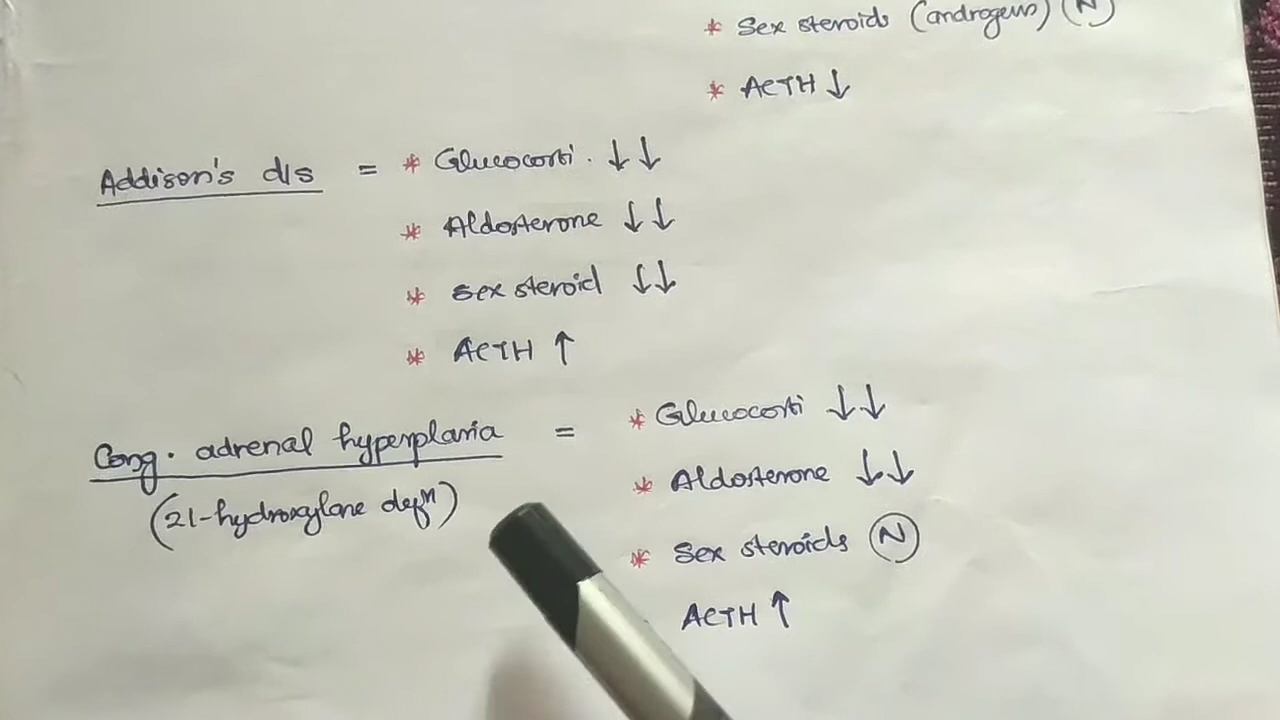 * Sex steroids (androgens) (N)
* ACTH ↓
Addison's d/s = * Glucocorti. ↓↓
* Aldosterone ↓↓
* sex steroid ↓↓
* ACTH ↑
Cong. adrenal hyperplasia = * Glucocorti ↓↓
(21-hydroxylase defⁿ) * Aldosterone ↓↓
* Sex steroids (N)
ACTH ↑